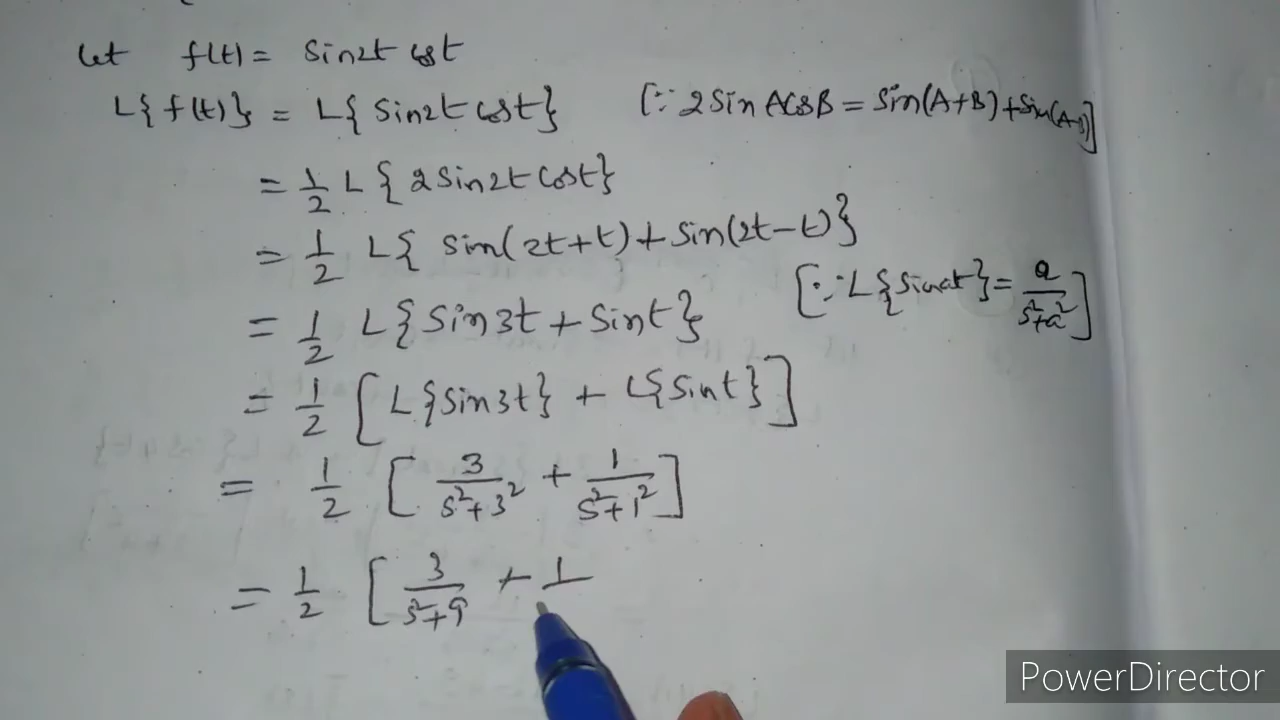 Let f(t) = Sin2t cost
L{f(t)} = L{Sin2t cost} [∵ 2SinACosB = Sin(A+B)+Sin(A-B)]
= 1/2 L{2Sin2t Cost}
= 1/2 L{Sin(2t+t)+Sin(2t-t)}
[∵ L{Sinat} = a/(s²+a²)]
= 1/2 L{Sin3t + Sint}
= 1/2 [L{Sin3t} + L{Sint}]
= 1/2 [3/(s²+3²) + 1/(s²+1²)]
= 1/2 [3/(s²+9) + 1/
PowerDirector